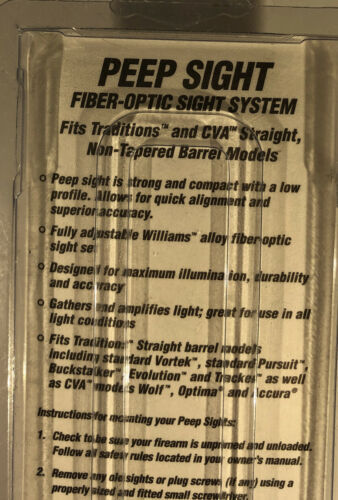 PEEP SIGHT
FIBER-OPTIC SIGHT SYSTEM
Fits Traditions™ and CVA™ Straight,
Non-Tapered Barrel Models
Peep sight is strong and compact with a low
profile. Allows for quick alignment and
superior accuracy.
Fully adjustable Williams™ alloy fiber-optic
sight set
Designed for maximum illumination, durability
and accuracy
Gathers and amplifies light; great for use in all
light conditions
Fits Traditions™ Straight barrel models
including standard Vortek™, standard Pursuit™,
Buckstalker™, Evolution™ and Tracker™ as well
as CVA™ models Wolf™, Optima® and Accura®
Instructions for mounting your Peep Sights:
1. Check to be sure your firearm is unprimed and unloaded.
Follow all safety rules located in your owner's manual.
2. Remove any old sights or plug screws (if any) using a
properly sized and fitted small screwdriver.